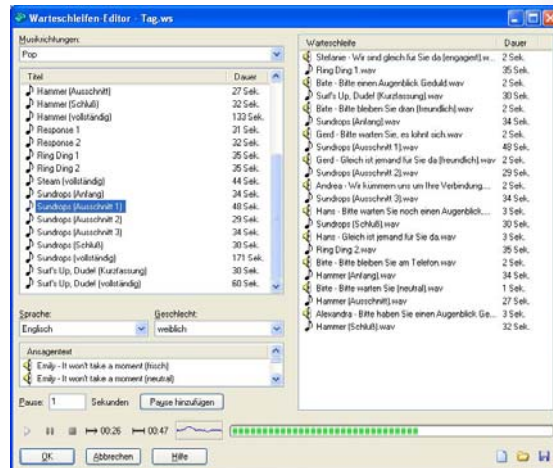 Warteschleifen-Editor - Tag.ws
Musikrichtungen:
Pop
Titel Dauer
Hammer (Ausschnitt) 27 Sek.
Hammer (Schluß) 32 Sek.
Hammer (vollständig) 133 Sek.
Response 1 31 Sek.
Response 2 32 Sek.
Ring Ding 1 35 Sek.
Ring Ding 2 35 Sek.
Steam (vollständig) 44 Sek.
Sundrops (Anfang) 34 Sek.
Sundrops (Ausschnitt 1) 48 Sek.
Sundrops (Ausschnitt 2) 29 Sek.
Sundrops (Ausschnitt 3) 34 Sek.
Sundrops (Schluß) 30 Sek.
Sundrops (vollständig) 171 Sek.
Surf's Up, Dude! (Kurzfassung) 30 Sek.
Surf's Up, Dude! (vollständig) 60 Sek.
Sprache: Geschlecht:
Englisch weiblich
Ansagentext
Emily - It won't take a moment (frisch)
Emily - It won't take a moment (neutral)
Pause: 1 Sekunden Pause hinzufügen
00:26 00:47
OK Abbrechen Hilfe
Warteschleife Dauer
Stefanie - Wir sind gleich für Sie da (engagiert).w... 2 Sek.
Ring Ding 1.wav 35 Sek.
Birte - Bitte einen Augenblick Geduld.wav 2 Sek.
Surf's Up, Dude! (Kurzfassung).wav 30 Sek.
Birte - Bitte bleiben Sie dran (freundlich).wav 2 Sek.
Sundrops (Anfang).wav 34 Sek.
Gerd - Bitte warten Sie, es lohnt sich.wav 2 Sek.
Sundrops (Ausschnitt 1).wav 48 Sek.
Gerd - Gleich ist jemand für Sie da (freundlich).wav 2 Sek.
Sundrops (Ausschnitt 2).wav 29 Sek.
Andrea - Wir kümmern uns um Ihre Verbindung.... 2 Sek.
Sundrops (Ausschnitt 3).wav 34 Sek.
Hans - Bitte warten Sie noch einen Augenblick.... 3 Sek.
Sundrops (Schluß).wav 30 Sek.
Hans - Gleich ist jemand für Sie da.wav 3 Sek.
Ring Ding 2.wav 35 Sek.
Birte - Bitte bleiben Sie am Telefon.wav 2 Sek.
Hammer (Anfang).wav 34 Sek.
Birte - Bitte warten Sie (neutral).wav 1 Sek.
Hammer (Ausschnitt).wav 27 Sek.
Alexandra - Bitte haben Sie einen Augenblick Ge... 3 Sek.
Hammer (Schluß).wav 32 Sek.